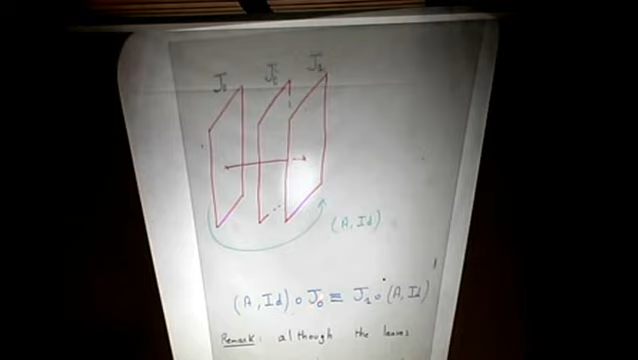 J₀ J₀ J₁
(A, Id)
(A, Id) ∘ J₀ ≡ J₁ ∘ (A, Id)
Remark: although the leaves